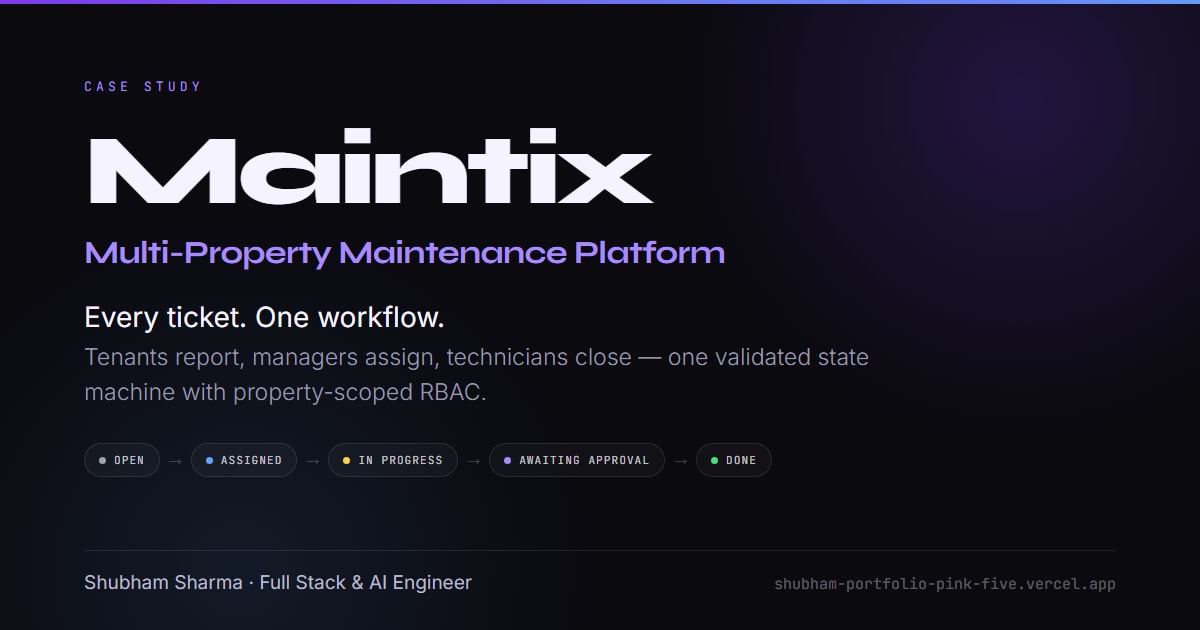 CASE STUDY
Maintix
Multi-Property Maintenance Platform
Every ticket. One workflow.
Tenants report, managers assign, technicians close — one validated state
machine with property-scoped RBAC.
OPEN → ASSIGNED → IN PROGRESS → AWAITING APPROVAL → DONE
Shubham Sharma · Full Stack & AI Engineer
shubham-portfolio-pink-five.vercel.app